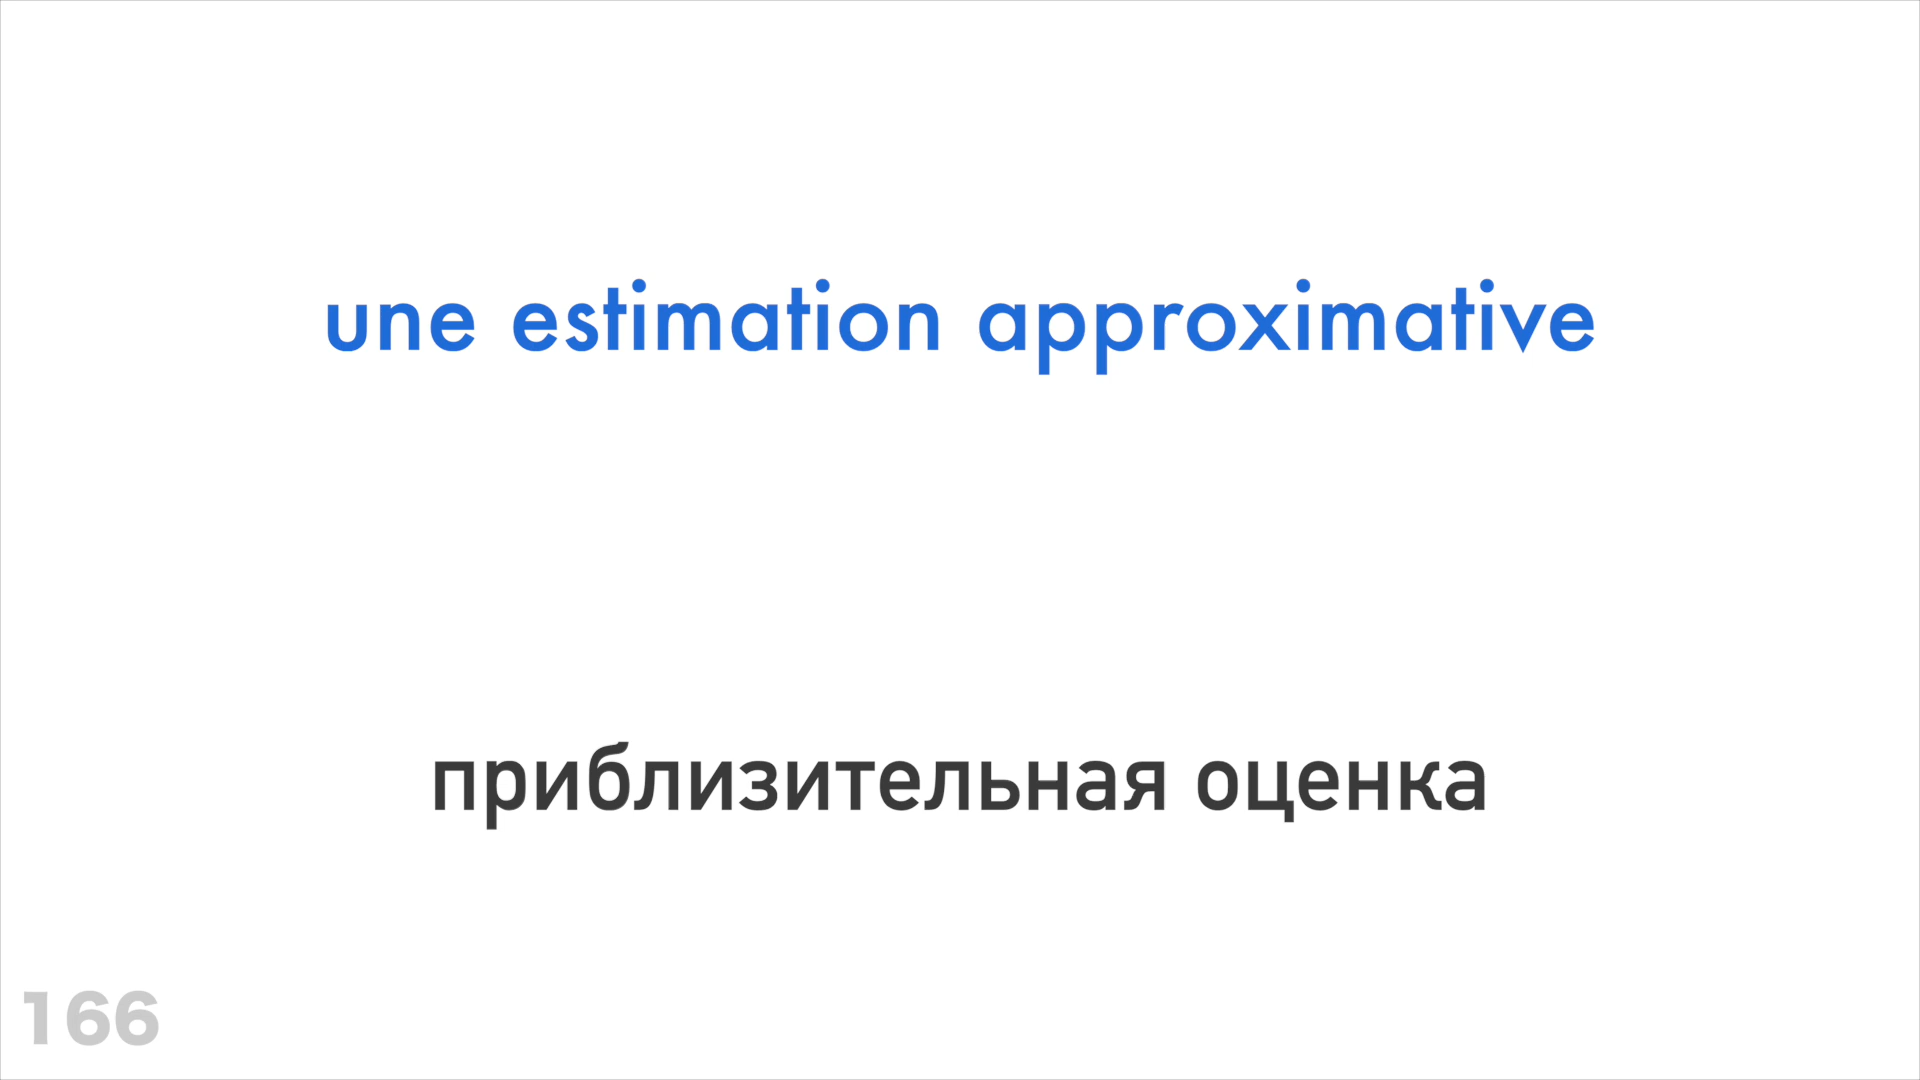 une estimation approximative
приблизительная оценка
166